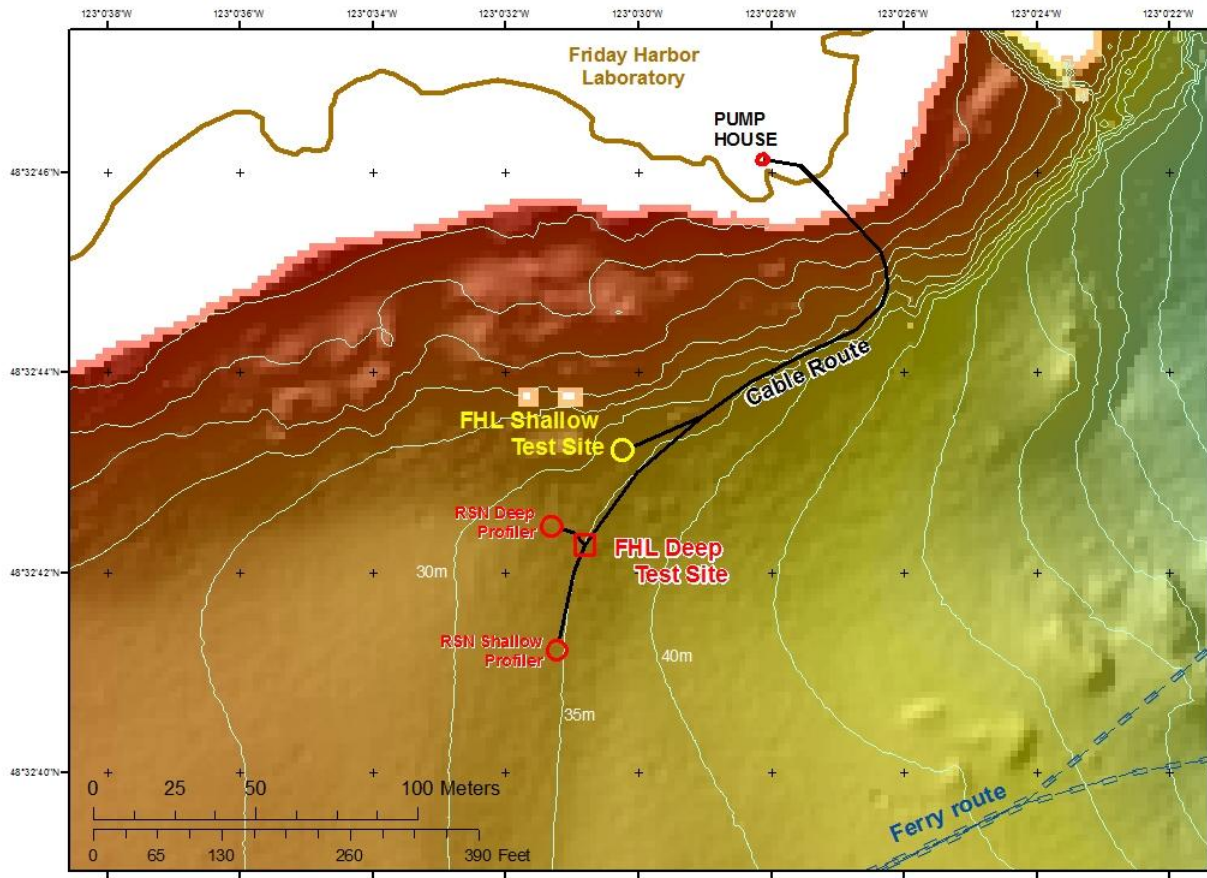 123°0'38"W 123°0'36"W 123°0'34"W 123°0'32"W 123°0'30"W 123°0'28"W 123°0'26"W 123°0'24"W 123°0'22"W
Friday Harbor
Laboratory
PUMP
HOUSE
48°32'46"N
48°32'44"N
Cable Route
FHL Shallow
Test Site
RSN Deep
Profiler
FHL Deep
Test Site
48°32'42"N
30m
RSN Shallow
Profiler
40m
35m
48°32'40"N
0 25 50 100 Meters
Ferry route
0 65 130 260 390 Feet